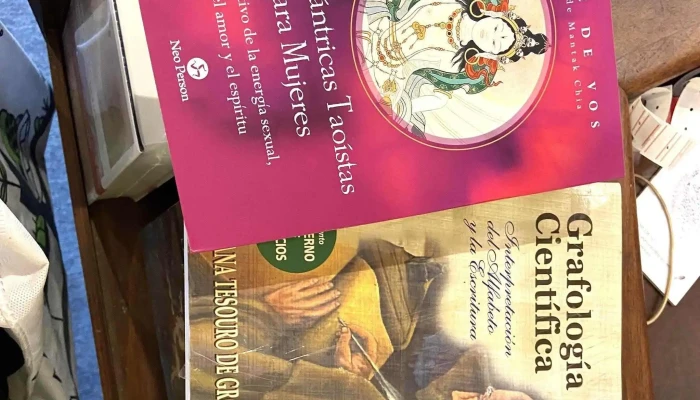 DE VOS
de Mantak Chia
ántricas Taoístas
ara Mujeres
ivo de la energía sexual,
el amor y el espíritu
Neo Person
Grafología
Científica
Interpretación
del Alfabeto
y la Escritura
ERNO
CIOS
ANA TESOURO DE GR